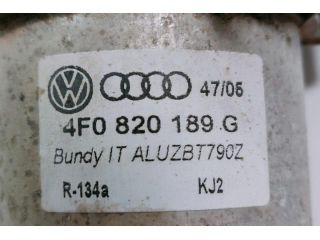 47/06
4F0 820 189 G
Bundy IT ALUZBT790Z
R-134a KJ2